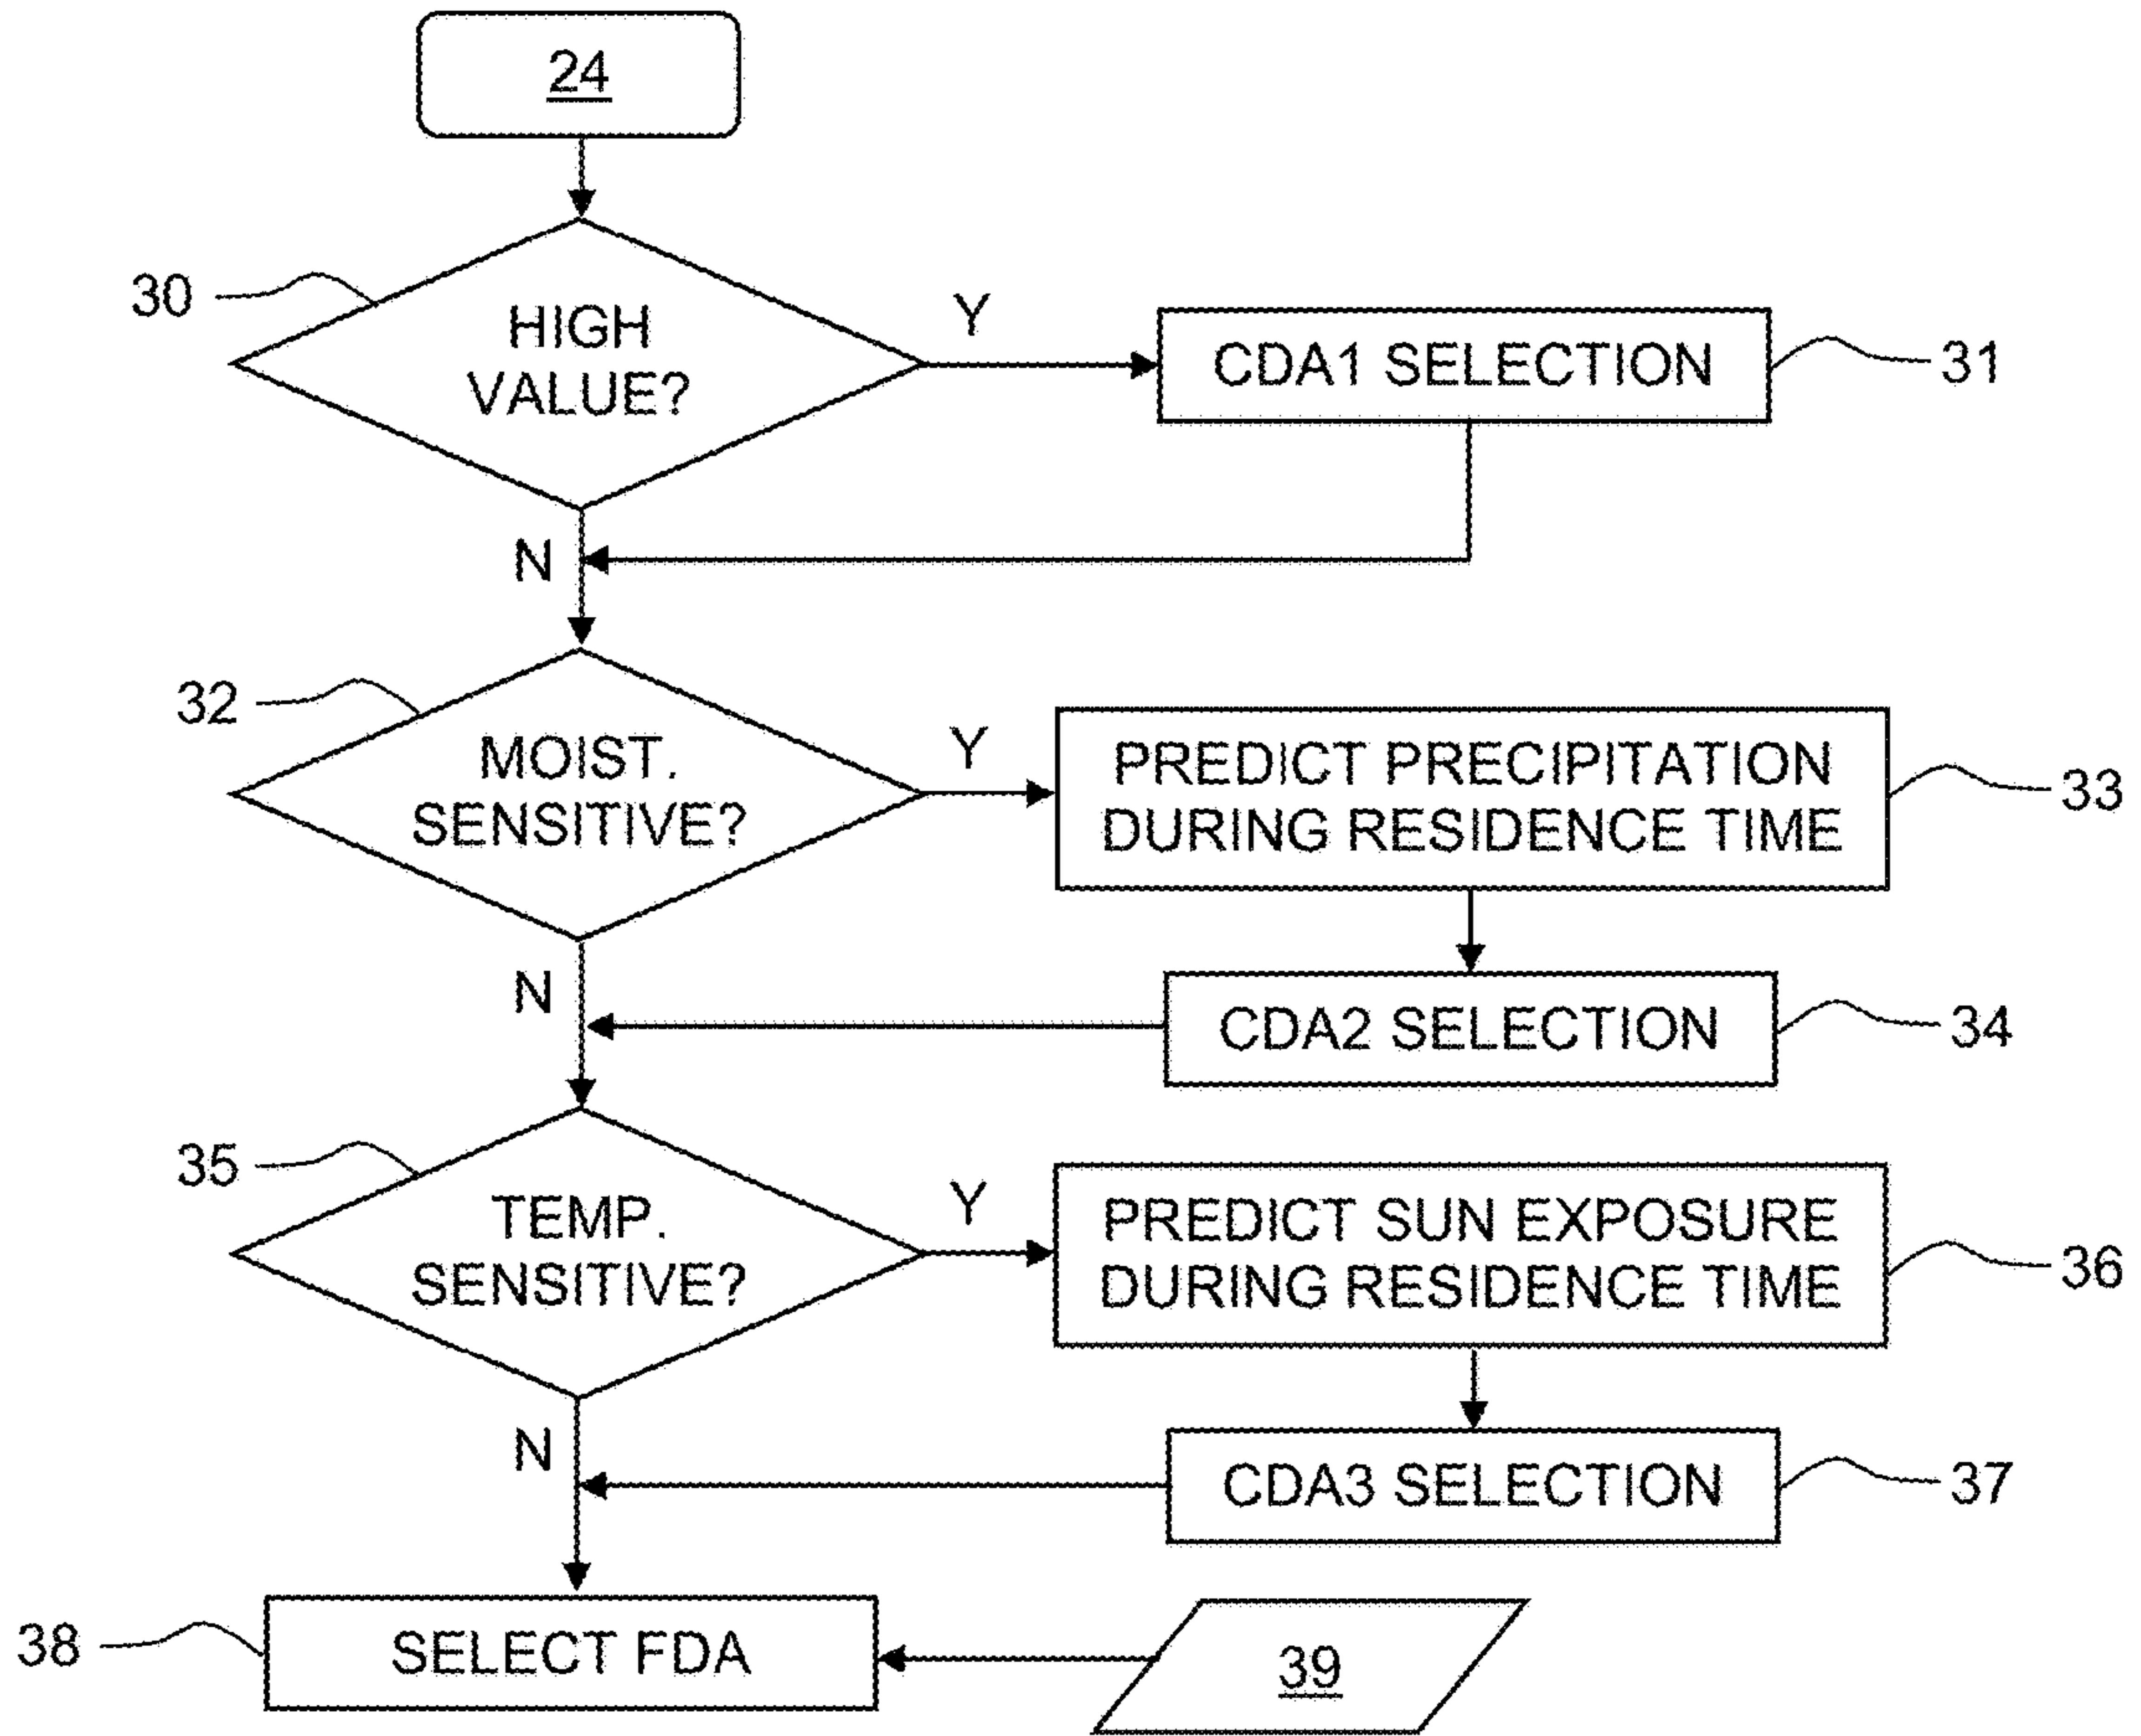 24
30
HIGH
VALUE?
Y
CDA1 SELECTION
31
N
32
MOIST.
SENSITIVE?
Y
PREDICT PRECIPITATION
DURING RESIDENCE TIME
33
N
CDA2 SELECTION
34
35
TEMP.
SENSITIVE?
Y
PREDICT SUN EXPOSURE
DURING RESIDENCE TIME
36
N
CDA3 SELECTION
37
38
SELECT FDA
39